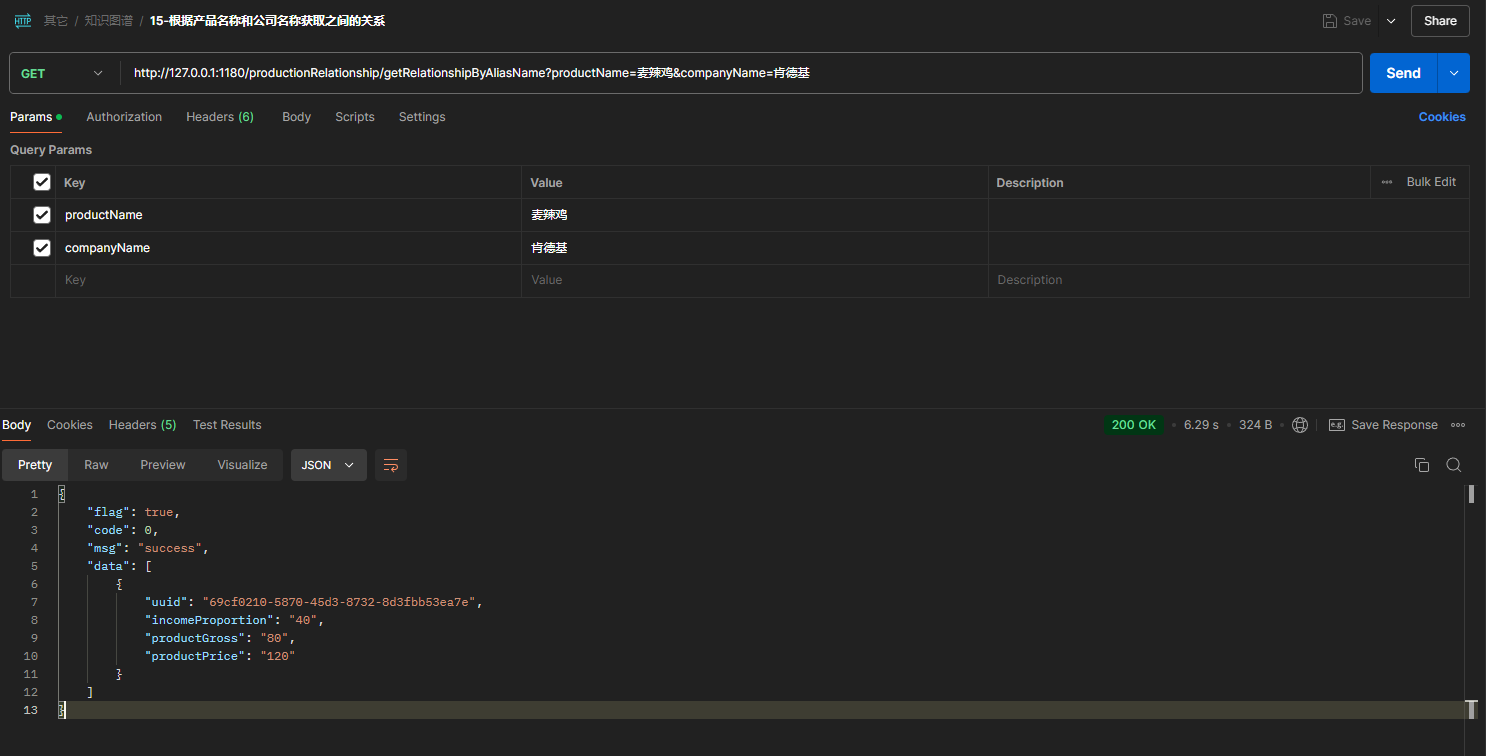 HTTP 其它 / 知识图谱 / 15-根据产品名称和公司名称获取之间的关系 Save Share
GET http://127.0.0.1:1180/productionRelationship/getRelationshipByAliasName?productName=麦辣鸡&companyName=肯德基 Send
Params Authorization Headers (6) Body Scripts Settings Cookies
Query Params
Key Value Description Bulk Edit
productName 麦辣鸡
companyName 肯德基
Key Value Description
Body Cookies Headers (5) Test Results 200 OK 6.29 s 324 B e.g. Save Response
Pretty Raw Preview Visualize JSON
1 {
2 "flag": true,
3 "code": 0,
4 "msg": "success",
5 "data": [
6 {
7 "uuid": "69cf0210-5870-45d3-8732-8d3fbb53ea7e",
8 "incomeProportion": "40",
9 "productGross": "80",
10 "productPrice": "120"
11 }
12 ]
13 }